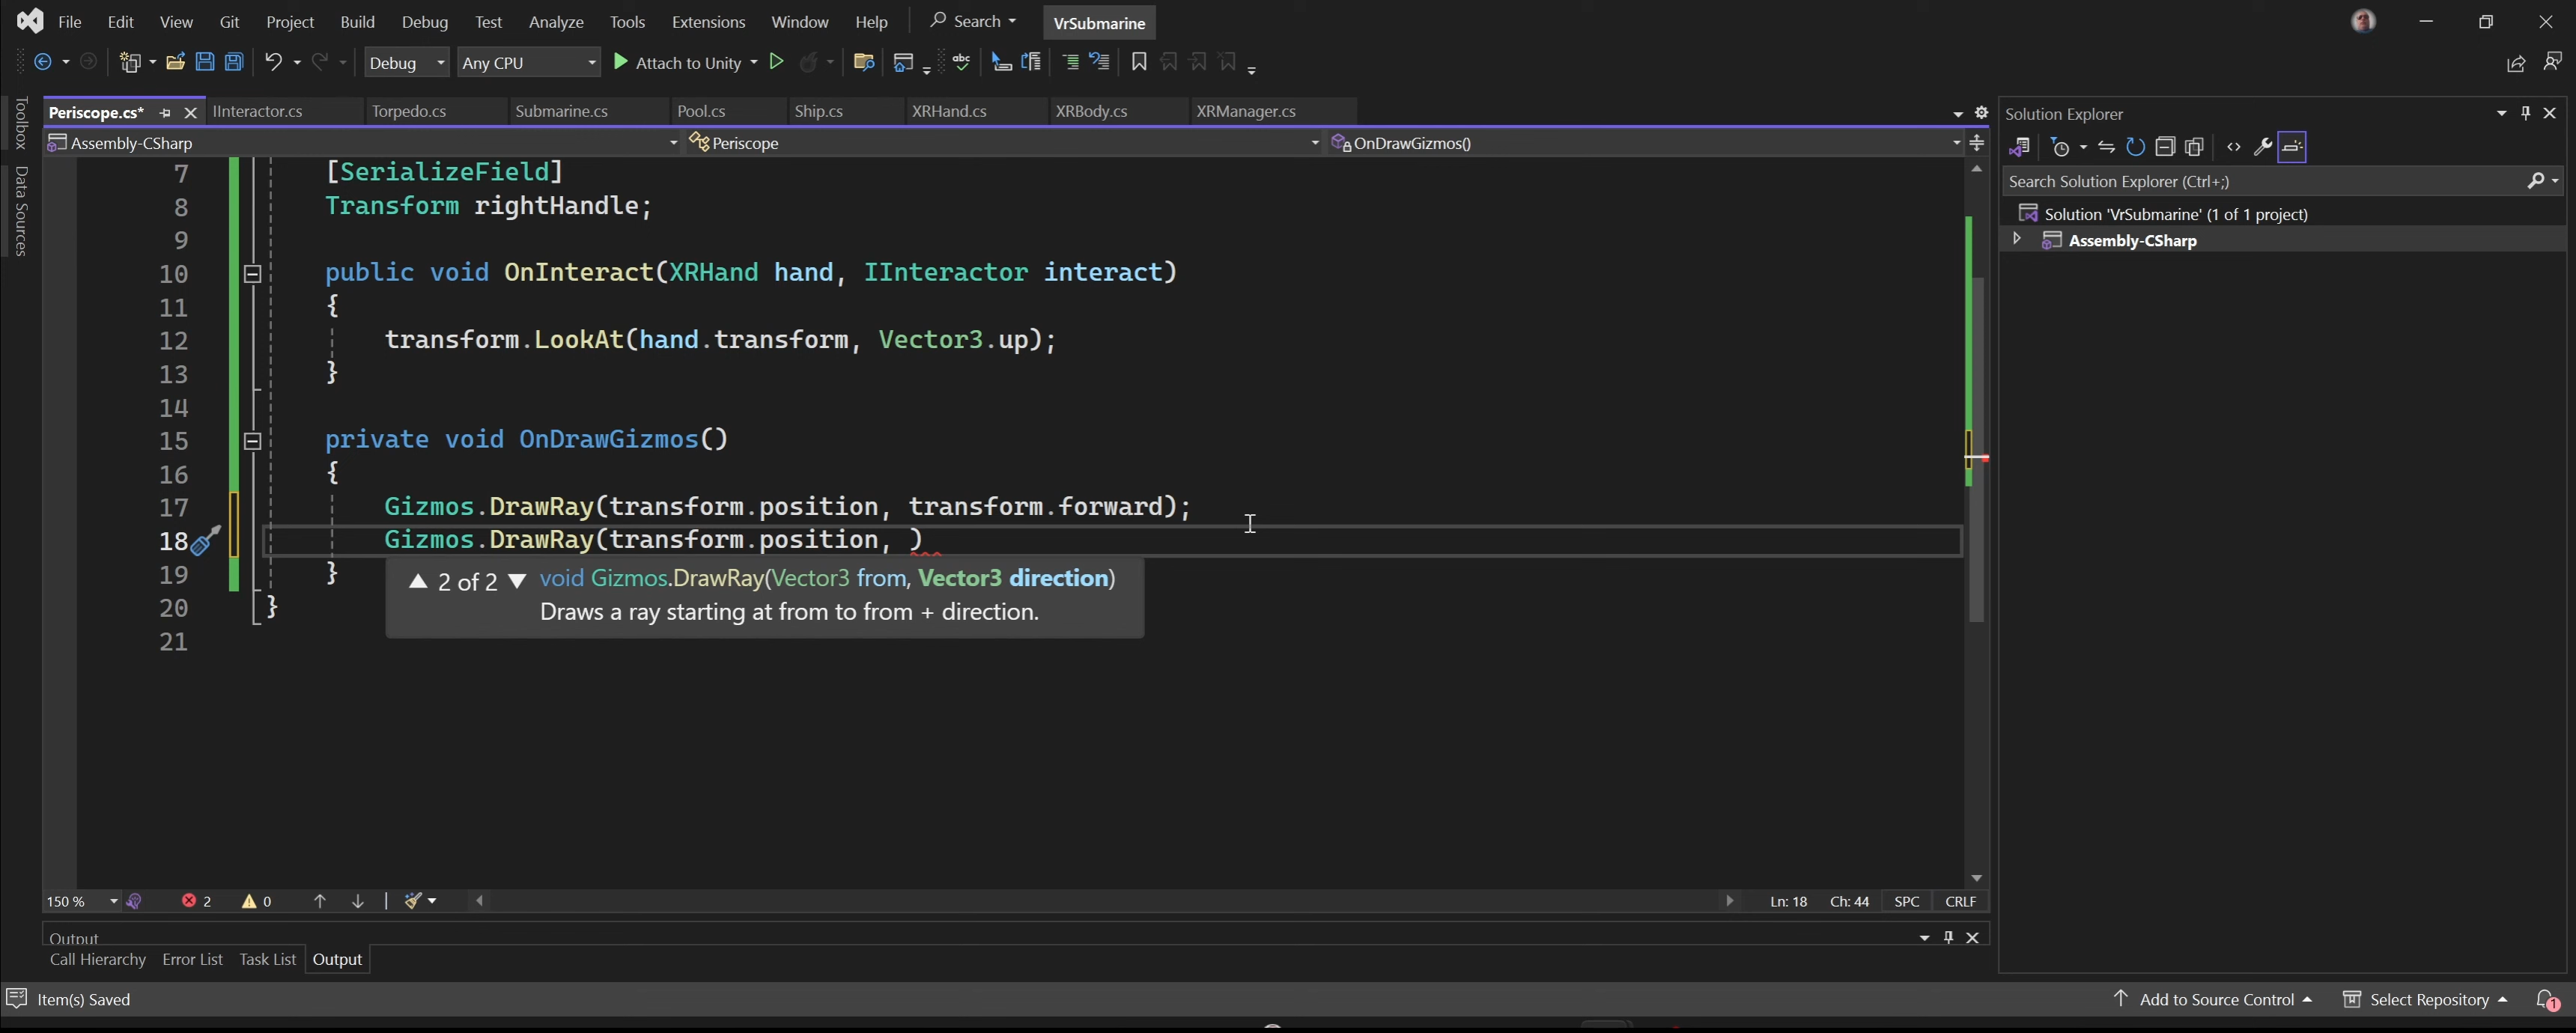 File Edit View Git Project Build Debug Test Analyze Tools Extensions Window Help Search VrSubmarine
Debug Any CPU Attach to Unity
Toolbox
Data Sources
Periscope.cs* IInteractor.cs Torpedo.cs Submarine.cs Pool.cs Ship.cs XRHand.cs XRBody.cs XRManager.cs
Assembly-CSharp Periscope OnDrawGizmos()
7 [SerializeField]
8 Transform rightHandle;
9
10 public void OnInteract(XRHand hand, IInteractor interact)
11 {
12 transform.LookAt(hand.transform, Vector3.up);
13 }
14
15 private void OnDrawGizmos()
16 {
17 Gizmos.DrawRay(transform.position, transform.forward);
18 Gizmos.DrawRay(transform.position, )
19 }
20 }
21
▲ 2 of 2 ▼ void Gizmos.DrawRay(Vector3 from, Vector3 direction)
Draws a ray starting at from to from + direction.
150 % 2 0 Ln: 18 Ch: 44 SPC CRLF
Output
Call Hierarchy Error List Task List Output
Solution Explorer
Search Solution Explorer (Ctrl+;)
Solution 'VrSubmarine' (1 of 1 project)
Assembly-CSharp
Item(s) Saved Add to Source Control Select Repository 1